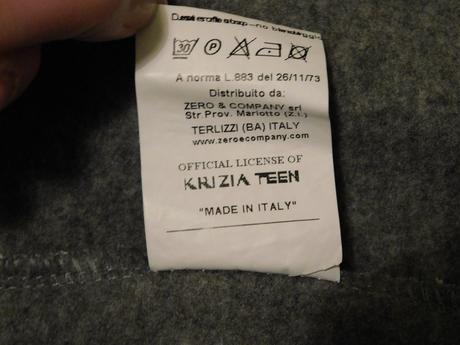 30 P
A norma L.883 del 26/11/73
Distribuito da:
ZERO & COMPANY srl
Str Prov. Mariotto (z.i.)
TERLIZZI (BA) ITALY
www.zeroecompany.com
OFFICIAL LICENSE OF
KRIZIA TEEN
"MADE IN ITALY"